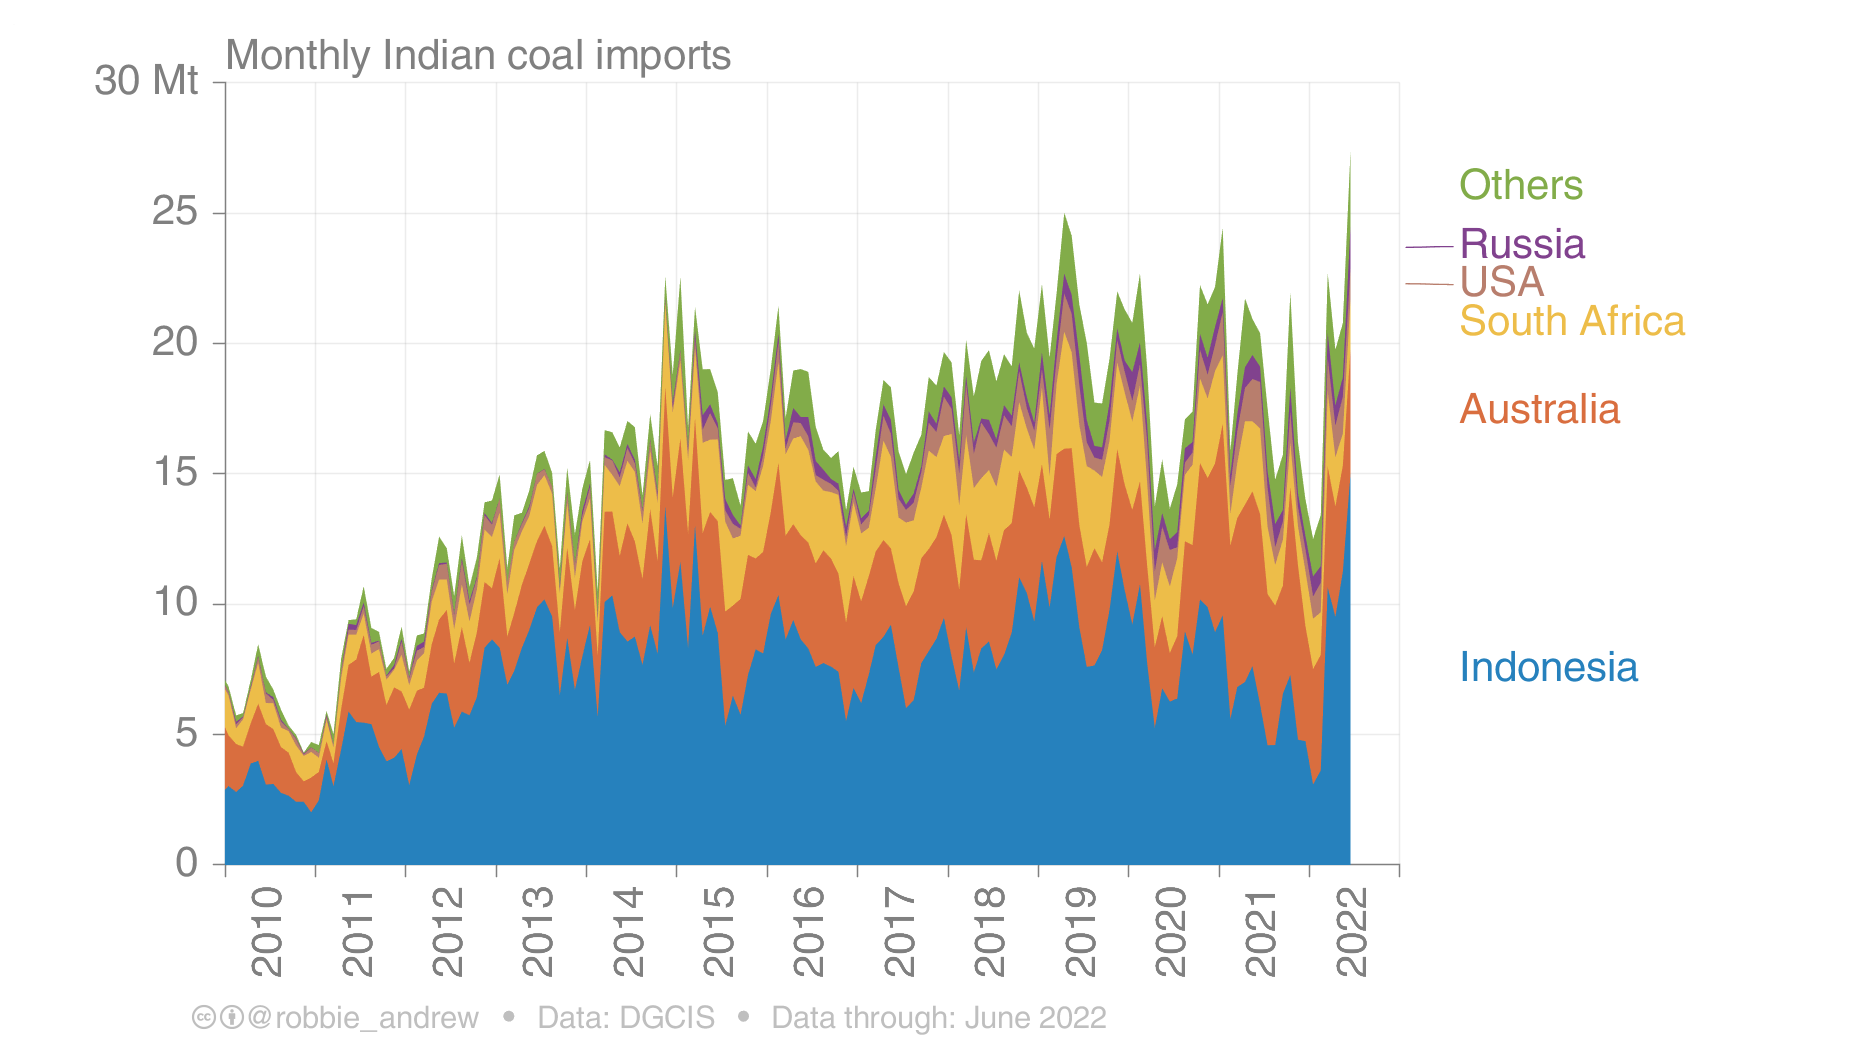 Monthly Indian coal imports
30 Mt
25
20
15
10
5
0
2010
2011
2012
2013
2014
2015
2016
2017
2018
2019
2020
2021
2022
Others
Russia
USA
South Africa
Australia
Indonesia
cc @robbie_andrew • Data: DGCIS • Data through: June 2022